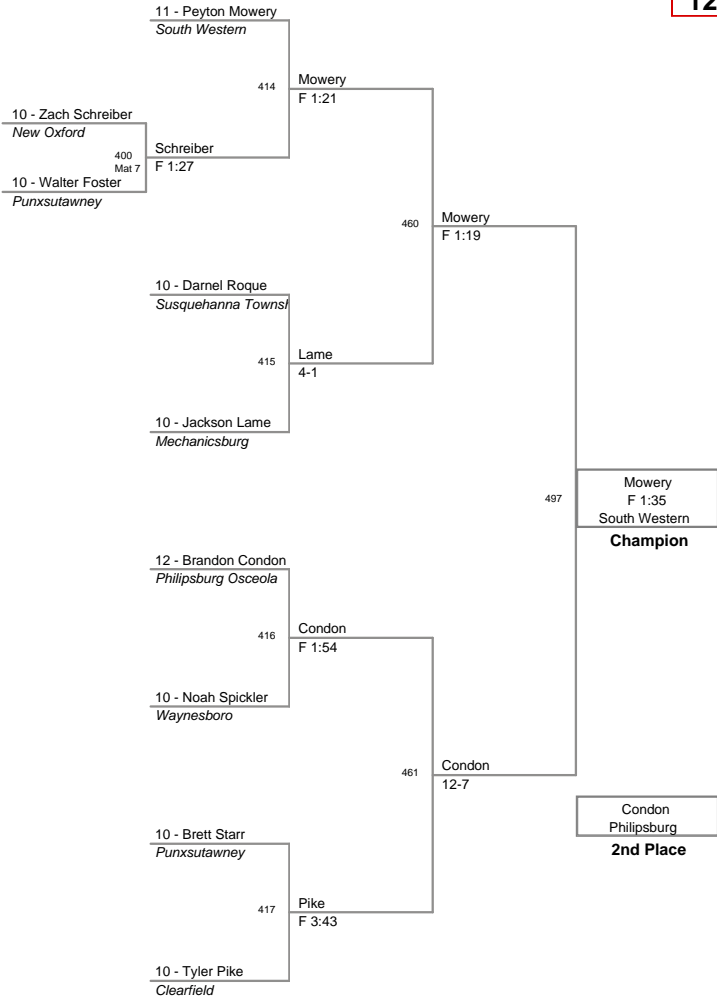 12
11 - Peyton Mowery
South Western
414
Mowery
F 1:21
10 - Zach Schreiber
New Oxford
400
Mat 7
Schreiber
F 1:27
10 - Walter Foster
Punxsutawney
460
Mowery
F 1:19
10 - Darnel Roque
Susquehanna Townsh
415
Lame
4-1
10 - Jackson Lame
Mechanicsburg
497
Mowery
F 1:35
South Western
Champion
12 - Brandon Condon
Philipsburg Osceola
416
Condon
F 1:54
10 - Noah Spickler
Waynesboro
461
Condon
12-7
Condon
Philipsburg
2nd Place
10 - Brett Starr
Punxsutawney
417
Pike
F 3:43
10 - Tyler Pike
Clearfield